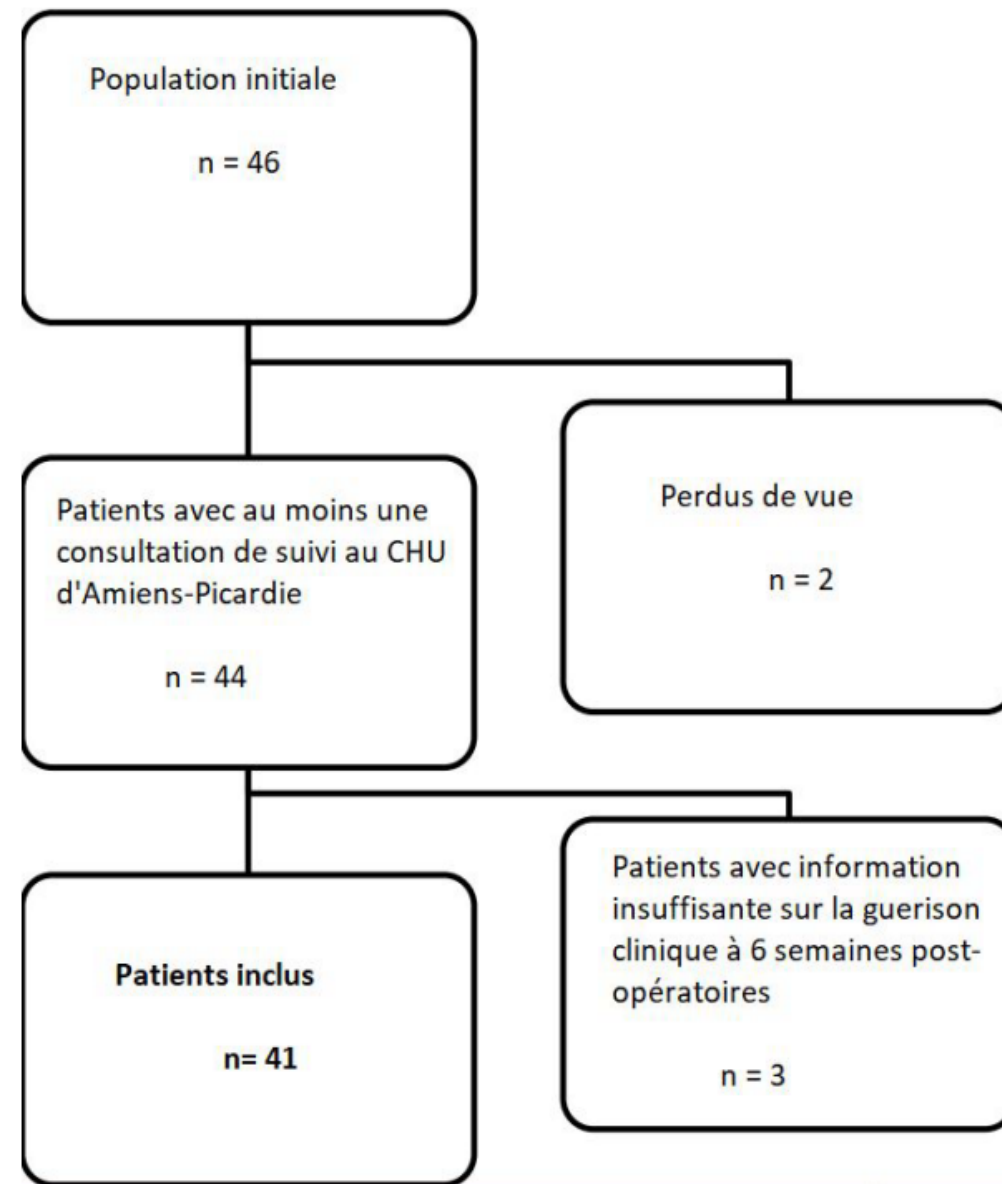 Population initiale
n = 46
Perdus de vue
n = 2
Patients avec au moins une
consultation de suivi au CHU
d'Amiens-Picardie
n = 44
Patients avec information
insuffisante sur la guerison
clinique à 6 semaines post-
opératoires
n = 3
Patients inclus
n= 41